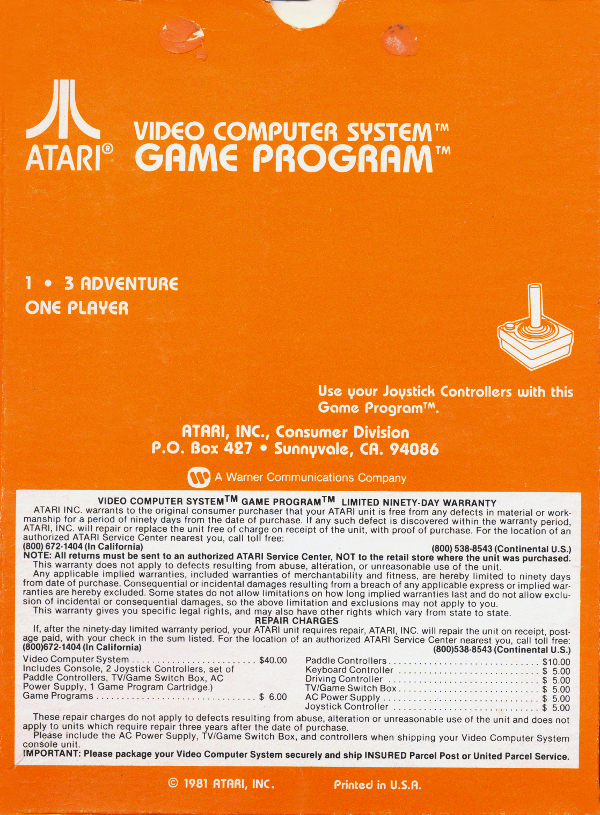 ATARI®
VIDEO COMPUTER SYSTEM™
GAME PROGRAM™
1 • 3 ADVENTURE
ONE PLAYER
Use your Joystick Controllers with this
Game Program™.
ATARI, INC., Consumer Division
P.O. Box 427 • Sunnyvale, CA. 94086
A Warner Communications Company
VIDEO COMPUTER SYSTEM™ GAME PROGRAM™ LIMITED NINETY-DAY WARRANTY
ATARI INC. warrants to the original consumer purchaser that your ATARI unit is free from any defects in material or work-
manship for a period of ninety days from the date of purchase. If any such defect is discovered within the warranty period,
ATARI, INC. will repair or replace the unit free of charge on receipt of the unit, with proof of purchase. For the location of an
authorized ATARI Service Center nearest you, call toll free:
(800) 672-1404 (In California) (800) 538-8543 (Continental U.S.)
NOTE: All returns must be sent to an authorized ATARI Service Center, NOT to the retail store where the unit was purchased.
This warranty does not apply to defects resulting from abuse, alteration, or unreasonable use of the unit.
Any applicable implied warranties, included warranties of merchantability and fitness, are hereby limited to ninety days
from date of purchase. Consequential or incidental damages resulting from a breach of any applicable express or implied war-
ranties are hereby excluded. Some states do not allow limitations on how long implied warranties last and do not allow exclu-
sion of incidental or consequential damages, so the above limitation and exclusions may not apply to you.
This warranty gives you specific legal rights, and may also have other rights which vary from state to state.
REPAIR CHARGES
If, after the ninety-day limited warranty period, your ATARI unit requires repair, ATARI, INC. will repair the unit on receipt, post-
age paid, with your check in the sum listed. For the location of an authorized ATARI Service Center nearest you, call toll free:
(800)672-1404 (In California) (800)538-8543 (Continental U.S.)
Video Computer System . . . . . . . . . . . . . . . . . . . . $40.00
Includes Console, 2 Joystick Controllers, set of
Paddle Controllers, TV/Game Switch Box, AC
Power Supply, 1 Game Program Cartridge.)
Game Programs . . . . . . . . . . . . . . . . . . . . . . . . . . $ 6.00
Paddle Controllers . . . . . . . . . . . . . . . . . . . . . . . . $10.00
Keyboard Controller . . . . . . . . . . . . . . . . . . . . . . . $ 5.00
Driving Controller . . . . . . . . . . . . . . . . . . . . . . . . $ 5.00
TV/Game Switch Box . . . . . . . . . . . . . . . . . . . . . . $ 5.00
AC Power Supply . . . . . . . . . . . . . . . . . . . . . . . . . $ 5.00
Joystick Controller . . . . . . . . . . . . . . . . . . . . . . . . $ 5.00
These repair charges do not apply to defects resulting from abuse, alteration or unreasonable use of the unit and does not
apply to units which require repair three years after the date of purchase.
Please include the AC Power Supply, TV/Game Switch Box, and controllers when shipping your Video Computer System
console unit.
IMPORTANT: Please package your Video Computer System securely and ship INSURED Parcel Post or United Parcel Service.
© 1981 ATARI, INC. Printed in U.S.A.